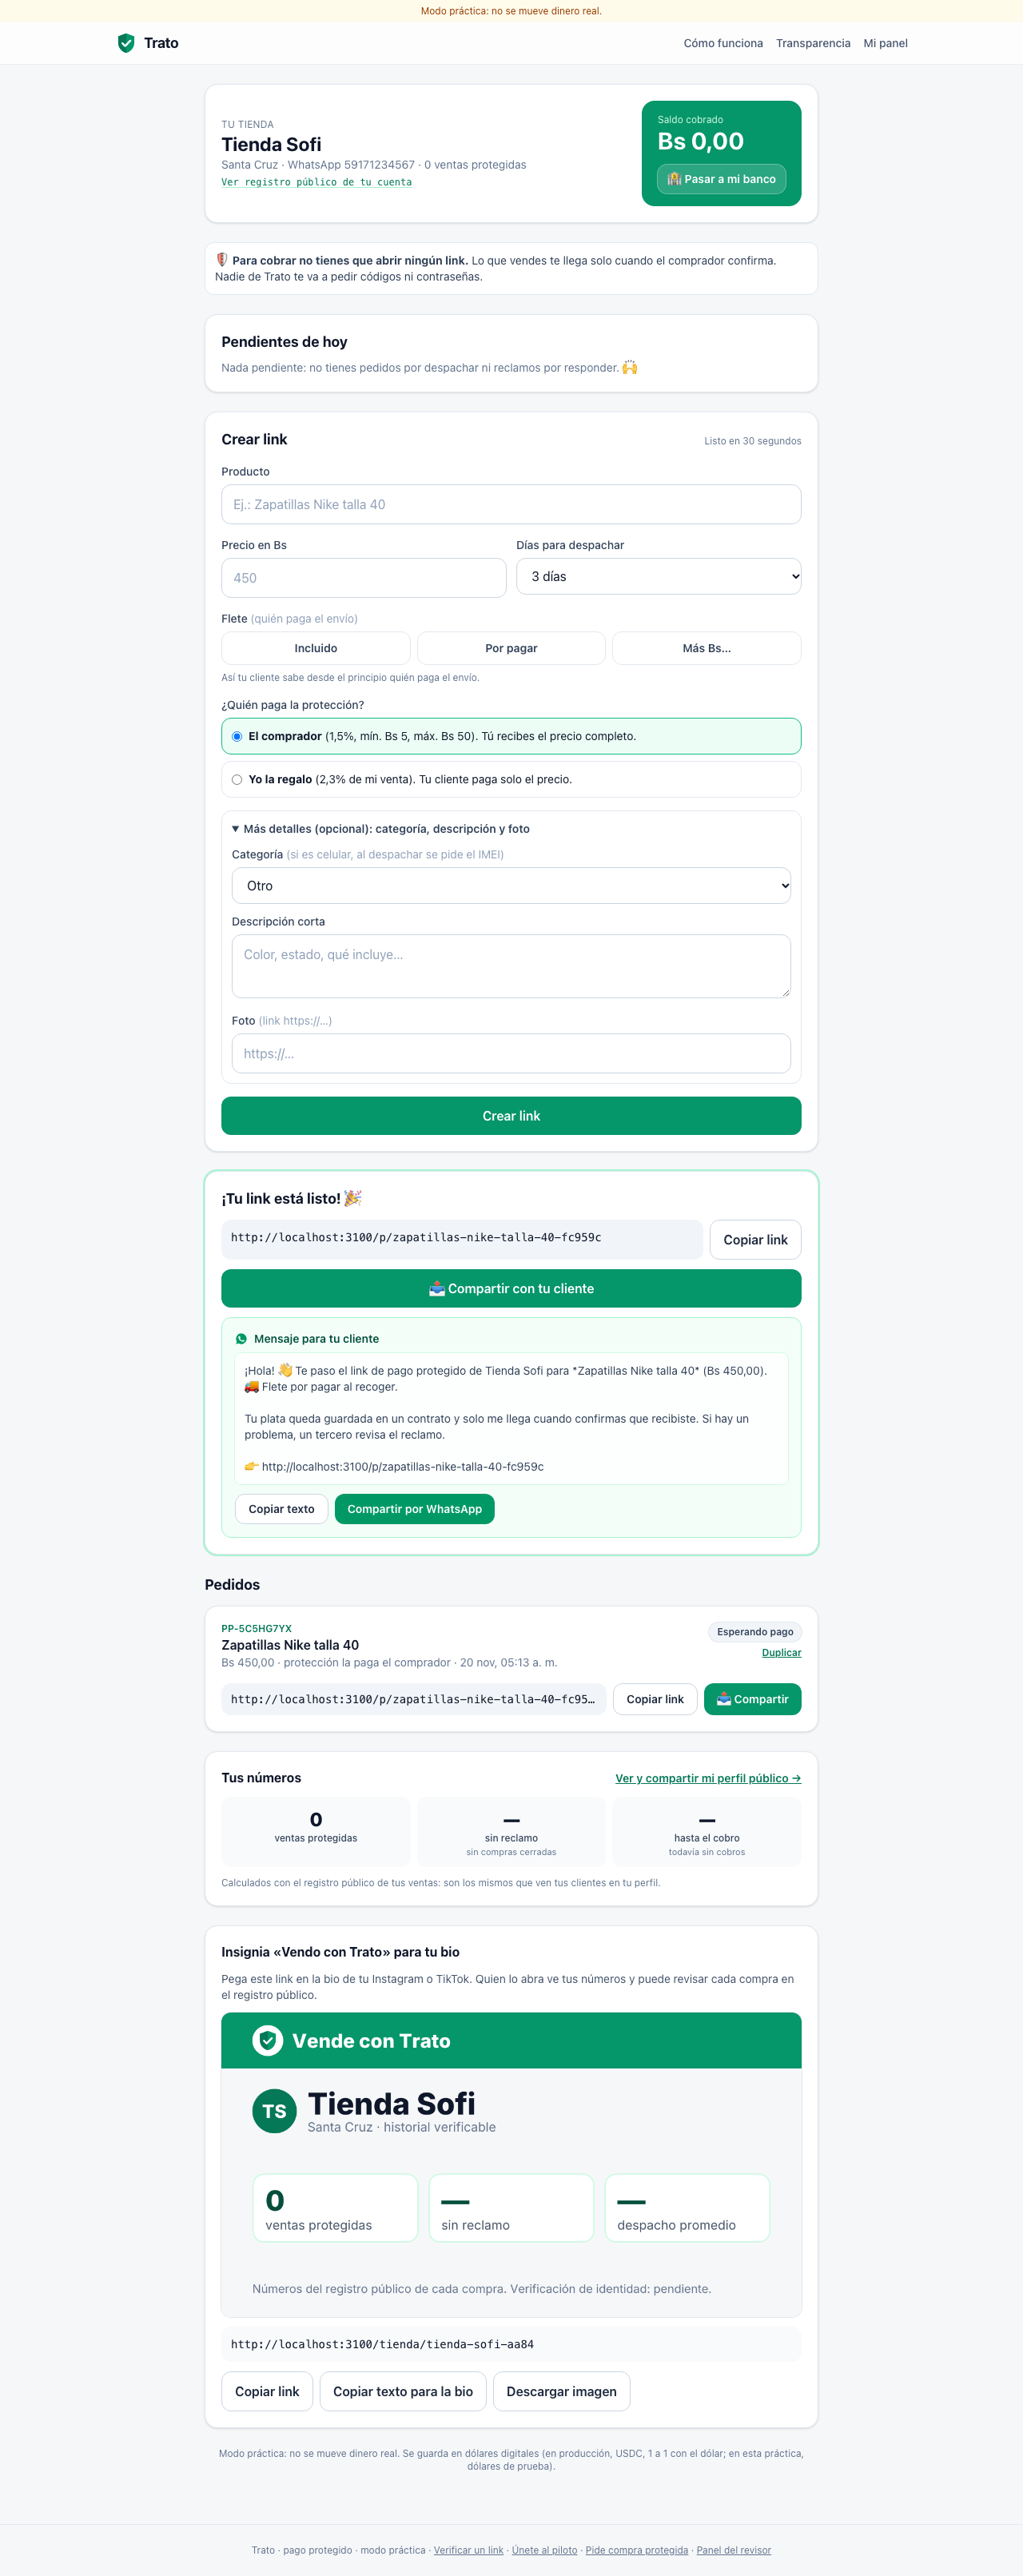 Modo práctica: no se mueve dinero real.
Trato
Cómo funciona Transparencia Mi panel
TU TIENDA
Tienda Sofi
Santa Cruz · WhatsApp 59171234567 · 0 ventas protegidas
Ver registro público de tu cuenta
Saldo cobrado
Bs 0,00
🏦 Pasar a mi banco
🛡️ Para cobrar no tienes que abrir ningún link. Lo que vendes te llega solo cuando el comprador confirma.
Nadie de Trato te va a pedir códigos ni contraseñas.
Pendientes de hoy
Nada pendiente: no tienes pedidos por despachar ni reclamos por responder. 🙌
Crear link
Listo en 30 segundos
Producto
Ej.: Zapatillas Nike talla 40
Precio en Bs
Días para despachar
450
3 días
Flete (quién paga el envío)
Incluido
Por pagar
Más Bs...
Así tu cliente sabe desde el principio quién paga el envío.
¿Quién paga la protección?
El comprador (1,5%, mín. Bs 5, máx. Bs 50). Tú recibes el precio completo.
Yo la regalo (2,3% de mi venta). Tu cliente paga solo el precio.
▼ Más detalles (opcional): categoría, descripción y foto
Categoría (si es celular, al despachar se pide el IMEI)
Otro
Descripción corta
Color, estado, qué incluye...
Foto (link https://...)
https://...
Crear link
¡Tu link está listo! 🎉
http://localhost:3100/p/zapatillas-nike-talla-40-fc959c
Copiar link
📤 Compartir con tu cliente
Mensaje para tu cliente
¡Hola! 👋 Te paso el link de pago protegido de Tienda Sofi para *Zapatillas Nike talla 40* (Bs 450,00).
🚚 Flete por pagar al recoger.
Tu plata queda guardada en un contrato y solo me llega cuando confirmas que recibiste. Si hay un
problema, un tercero revisa el reclamo.
👉 http://localhost:3100/p/zapatillas-nike-talla-40-fc959c
Copiar texto
Compartir por WhatsApp
Pedidos
PP-5C5HG7YX
Esperando pago
Zapatillas Nike talla 40
Duplicar
Bs 450,00 · protección la paga el comprador · 20 nov, 05:13 a. m.
http://localhost:3100/p/zapatillas-nike-talla-40-fc95…
Copiar link
📤 Compartir
Tus números
Ver y compartir mi perfil público →
0
ventas protegidas
—
sin reclamo
sin compras cerradas
—
hasta el cobro
todavía sin cobros
Calculados con el registro público de tus ventas: son los mismos que ven tus clientes en tu perfil.
Insignia «Vendo con Trato» para tu bio
Pega este link en la bio de tu Instagram o TikTok. Quien lo abra ve tus números y puede revisar cada compra en
el registro público.
Vende con Trato
TS
Tienda Sofi
Santa Cruz · historial verificable
0
ventas protegidas
—
sin reclamo
—
despacho promedio
Números del registro público de cada compra. Verificación de identidad: pendiente.
http://localhost:3100/tienda/tienda-sofi-aa84
Copiar link
Copiar texto para la bio
Descargar imagen
Modo práctica: no se mueve dinero real. Se guarda en dólares digitales (en producción, USDC, 1 a 1 con el dólar; en esta práctica,
dólares de prueba).
Trato · pago protegido · modo práctica · Verificar un link · Únete al piloto · Pide compra protegida · Panel del revisor